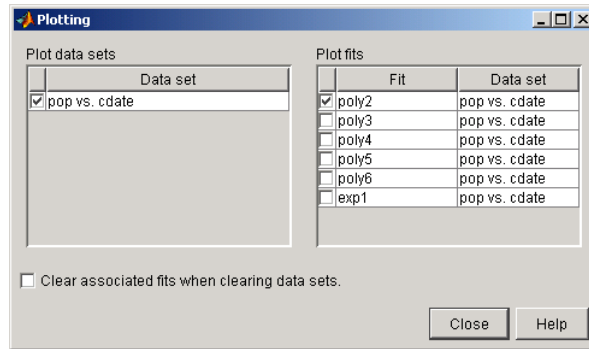 Plotting
Plot data sets
Data set
pop vs. cdate
Plot fits
Fit Data set
poly2 pop vs. cdate
poly3 pop vs. cdate
poly4 pop vs. cdate
poly5 pop vs. cdate
poly6 pop vs. cdate
exp1 pop vs. cdate
Clear associated fits when clearing data sets.
Close Help